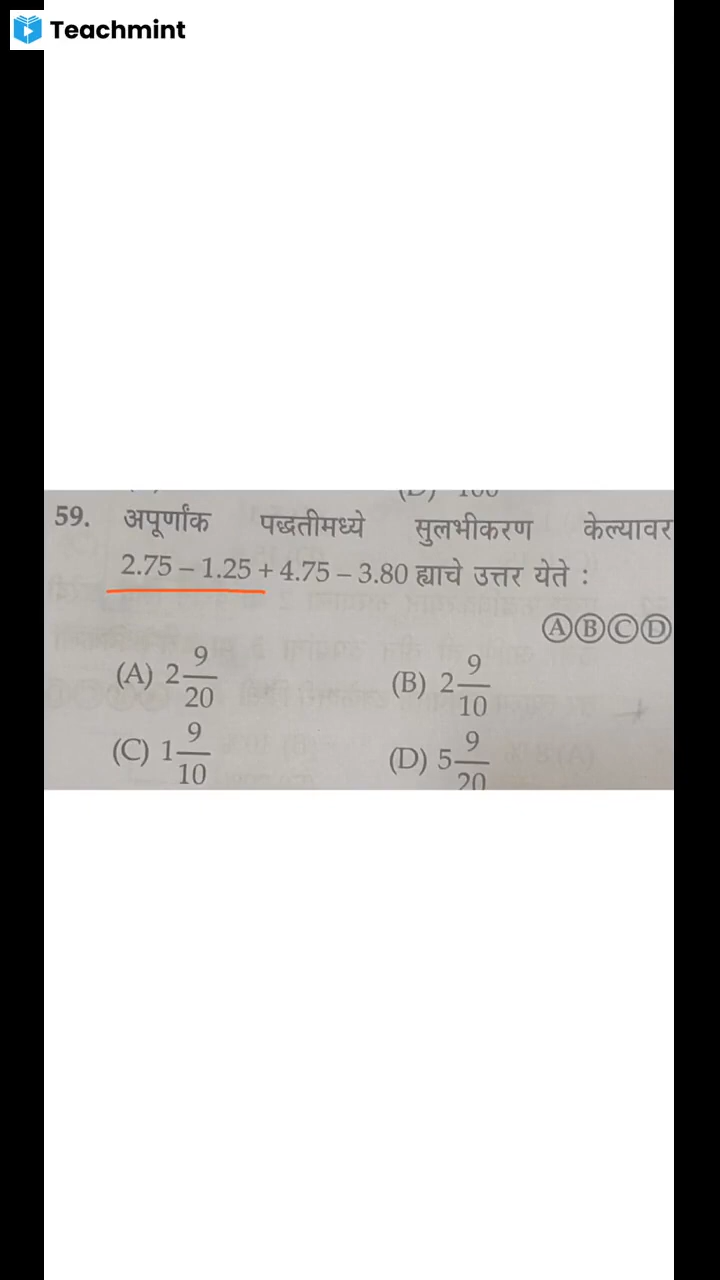 Teachmint
59. अपूर्णांक पद्धतीमध्ये सुलभीकरण केल्यावर
2.75 – 1.25 + 4.75 – 3.80 ह्याचे उत्तर येते :
Ⓐ Ⓑ Ⓒ Ⓓ
(A) 2 9/20 (B) 2 9/10
(C) 1 9/10 (D) 5 9/20